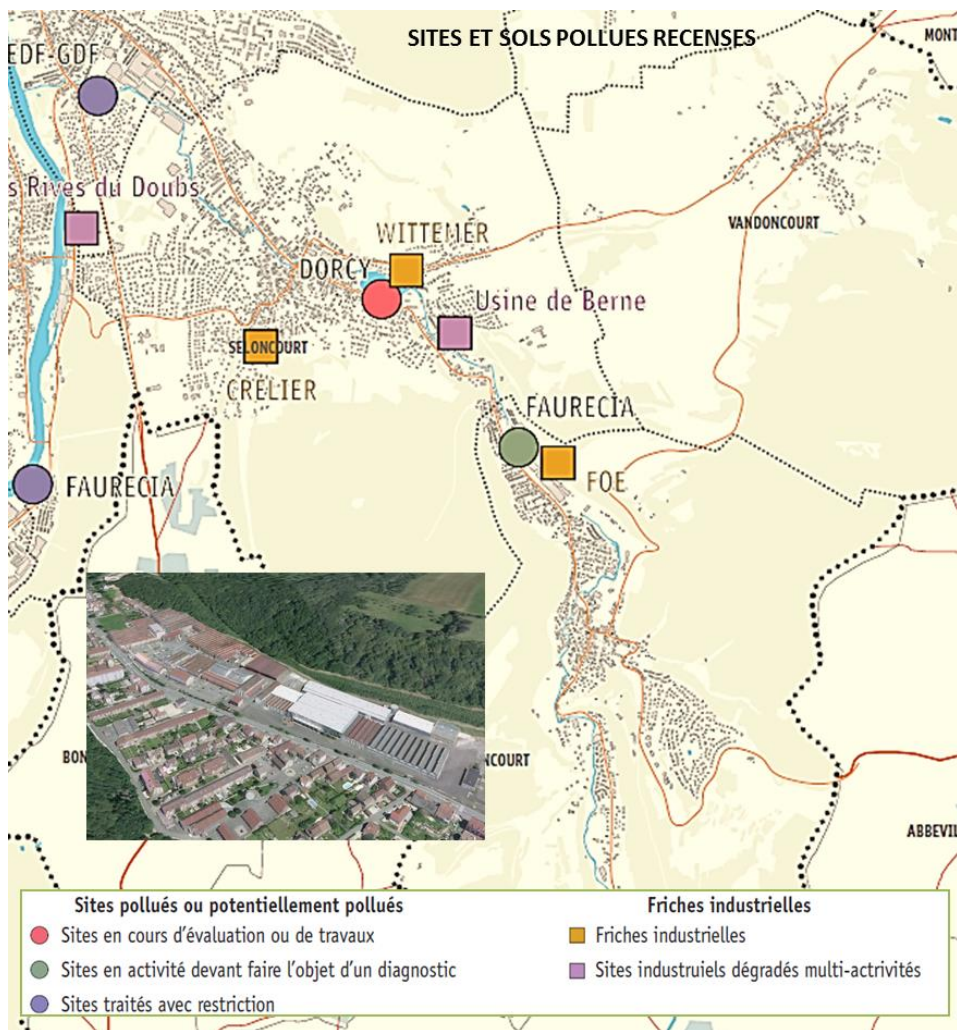 SITES ET SOLS POLLUES RECENSES
MONT
EDF-GDF
s Rives du Doubs
WITTEMER
VANDONCOURT
DORCY
Usine de Berne
SELONCOURT
CRELIER
FAURECIA
FOE
FAURECIA
BON
NCOURT
ABBEVIL
Sites pollués ou potentiellement pollués
Sites en cours d'évaluation ou de travaux
Sites en activité devant faire l'objet d'un diagnostic
Sites traités avec restriction
Friches industrielles
Friches industrielles
Sites industruiels dégradés multi-actrivités